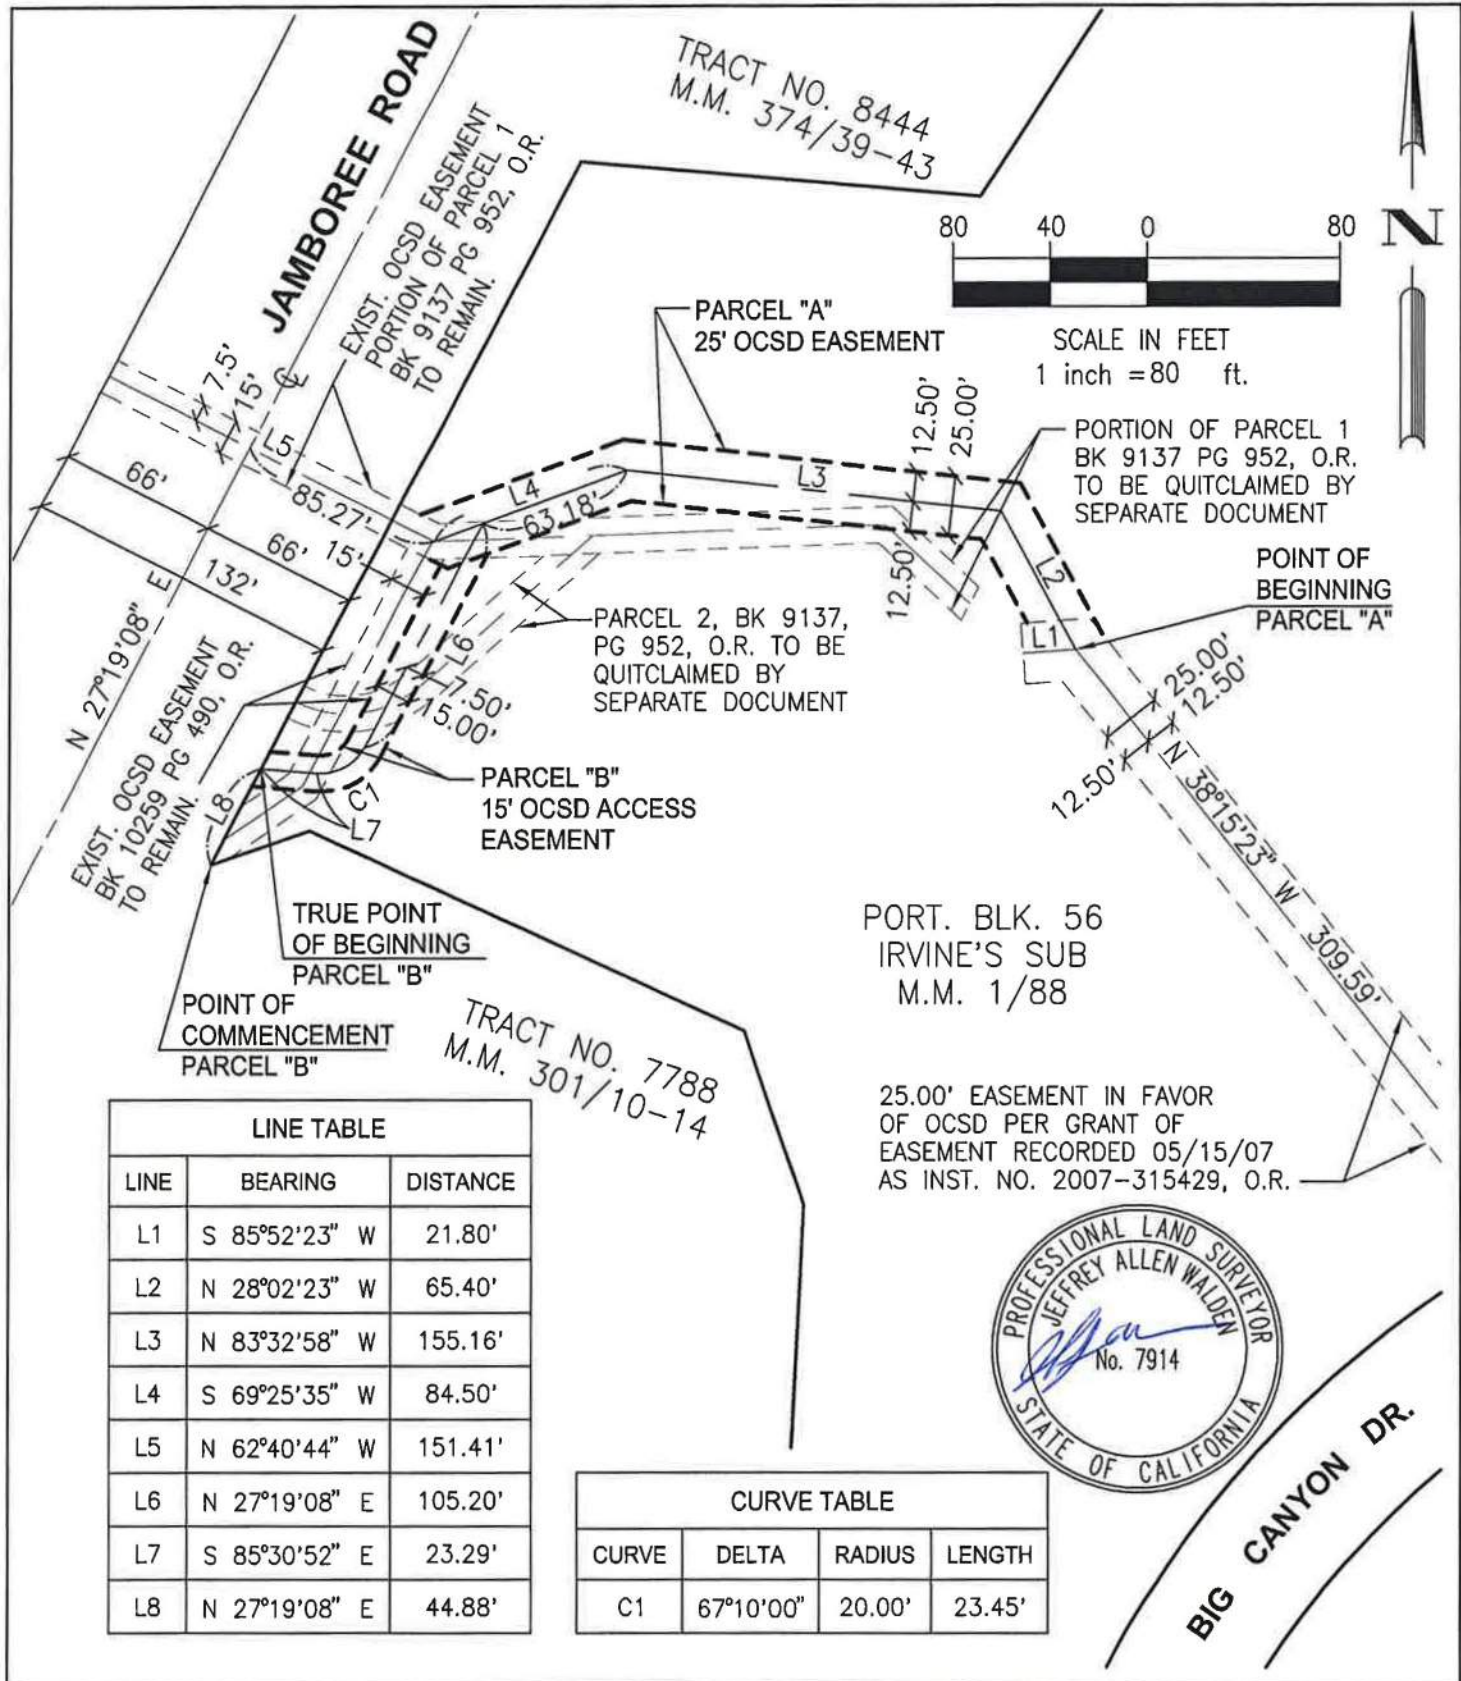 TRACT NO. 8444
M.M. 374/39-43
JAMBOREE ROAD
EXIST. OCSD EASEMENT
PORTION OF PARCEL 1
BK 9137 PG 952, O.R.
TO REMAIN.
80 40 0 80
N
SCALE IN FEET
1 inch =80 ft.
PARCEL "A"
25' OCSD EASEMENT
7.5'
15'
℄
L5
66'
85.27'
66'
15'
132'
N 27°19'08" E
L4
63.18'
L3
12.50'
25.00'
12.50'
PORTION OF PARCEL 1
BK 9137 PG 952, O.R.
TO BE QUITCLAIMED BY
SEPARATE DOCUMENT
L2
L1
POINT OF
BEGINNING
PARCEL "A"
25.00'
12.50'
12.50'
N 38°15'23" W 309.59'
PARCEL 2, BK 9137,
PG 952, O.R. TO BE
QUITCLAIMED BY
SEPARATE DOCUMENT
L6
7.50'
15.00'
EXIST. OCSD EASEMENT
BK 10259 PG 490, O.R.
TO REMAIN.
L8
C1
L7
PARCEL "B"
15' OCSD ACCESS
EASEMENT
TRUE POINT
OF BEGINNING
PARCEL "B"
POINT OF
COMMENCEMENT
PARCEL "B"
PORT. BLK. 56
IRVINE'S SUB
M.M. 1/88
TRACT NO. 7788
M.M. 301/10-14
25.00' EASEMENT IN FAVOR
OF OCSD PER GRANT OF
EASEMENT RECORDED 05/15/07
AS INST. NO. 2007-315429, O.R.
LINE TABLE
LINE BEARING DISTANCE
L1 S 85°52'23" W 21.80'
L2 N 28°02'23" W 65.40'
L3 N 83°32'58" W 155.16'
L4 S 69°25'35" W 84.50'
L5 N 62°40'44" W 151.41'
L6 N 27°19'08" E 105.20'
L7 S 85°30'52" E 23.29'
L8 N 27°19'08" E 44.88'
CURVE TABLE
CURVE DELTA RADIUS LENGTH
C1 67°10'00" 20.00' 23.45'
PROFESSIONAL LAND SURVEYOR
JEFFREY ALLEN WALDEN
No. 7914
STATE OF CALIFORNIA
BIG CANYON DR.